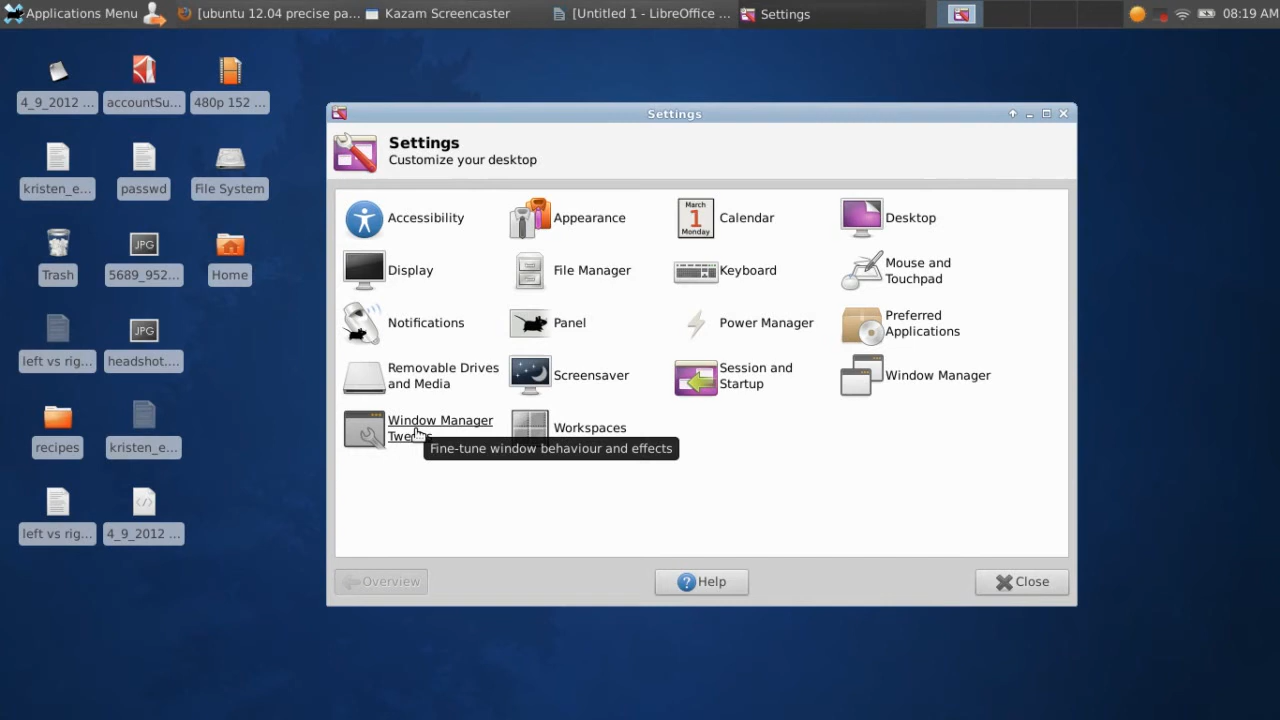 Applications Menu
[ubuntu 12.04 precise pa...
Kazam Screencaster
[Untitled 1 - LibreOffice ...
Settings
08:19 AM
4_9_2012 ...
accountSu...
480p 152 ...
kristen_e...
passwd
File System
Trash
JPG
5689_952...
Home
left vs rig...
JPG
headshot....
recipes
kristen_e...
left vs rig...
4_9_2012 ...
Settings
Settings
Customize your desktop
Accessibility
Appearance
March
1
Monday
Calendar
Desktop
Display
File Manager
Keyboard
Mouse and
Touchpad
Notifications
Panel
Power Manager
Preferred
Applications
Removable Drives
and Media
Screensaver
Session and
Startup
Window Manager
Window Manager
Workspaces
Fine-tune window behaviour and effects
Overview
Help
Close